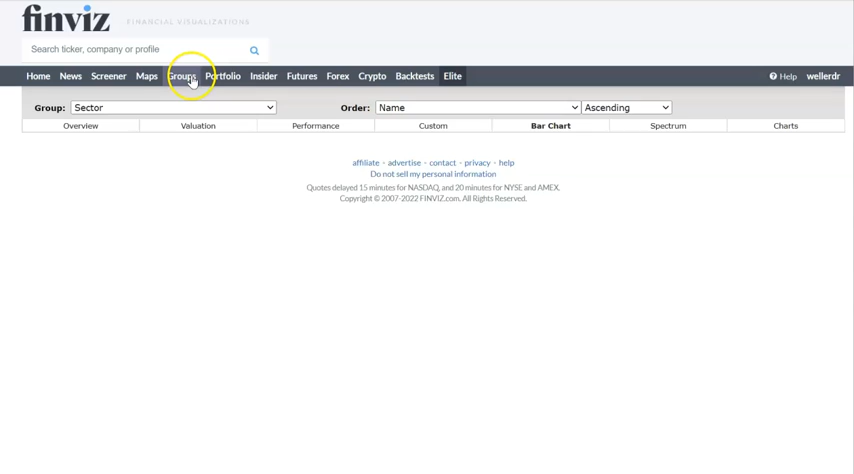 finviz FINANCIAL VISUALIZATIONS
Search ticker, company or profile
Home News Screener Maps Groups Portfolio Insider Futures Forex Crypto Backtests Elite Help wellerdr
Group: Sector Order: Name Ascending
Overview Valuation Performance Custom Bar Chart Spectrum Charts
affiliate - advertise - contact - privacy - help
Do not sell my personal information
Quotes delayed 15 minutes for NASDAQ, and 20 minutes for NYSE and AMEX.
Copyright © 2007-2022 FINVIZ.com. All Rights Reserved.